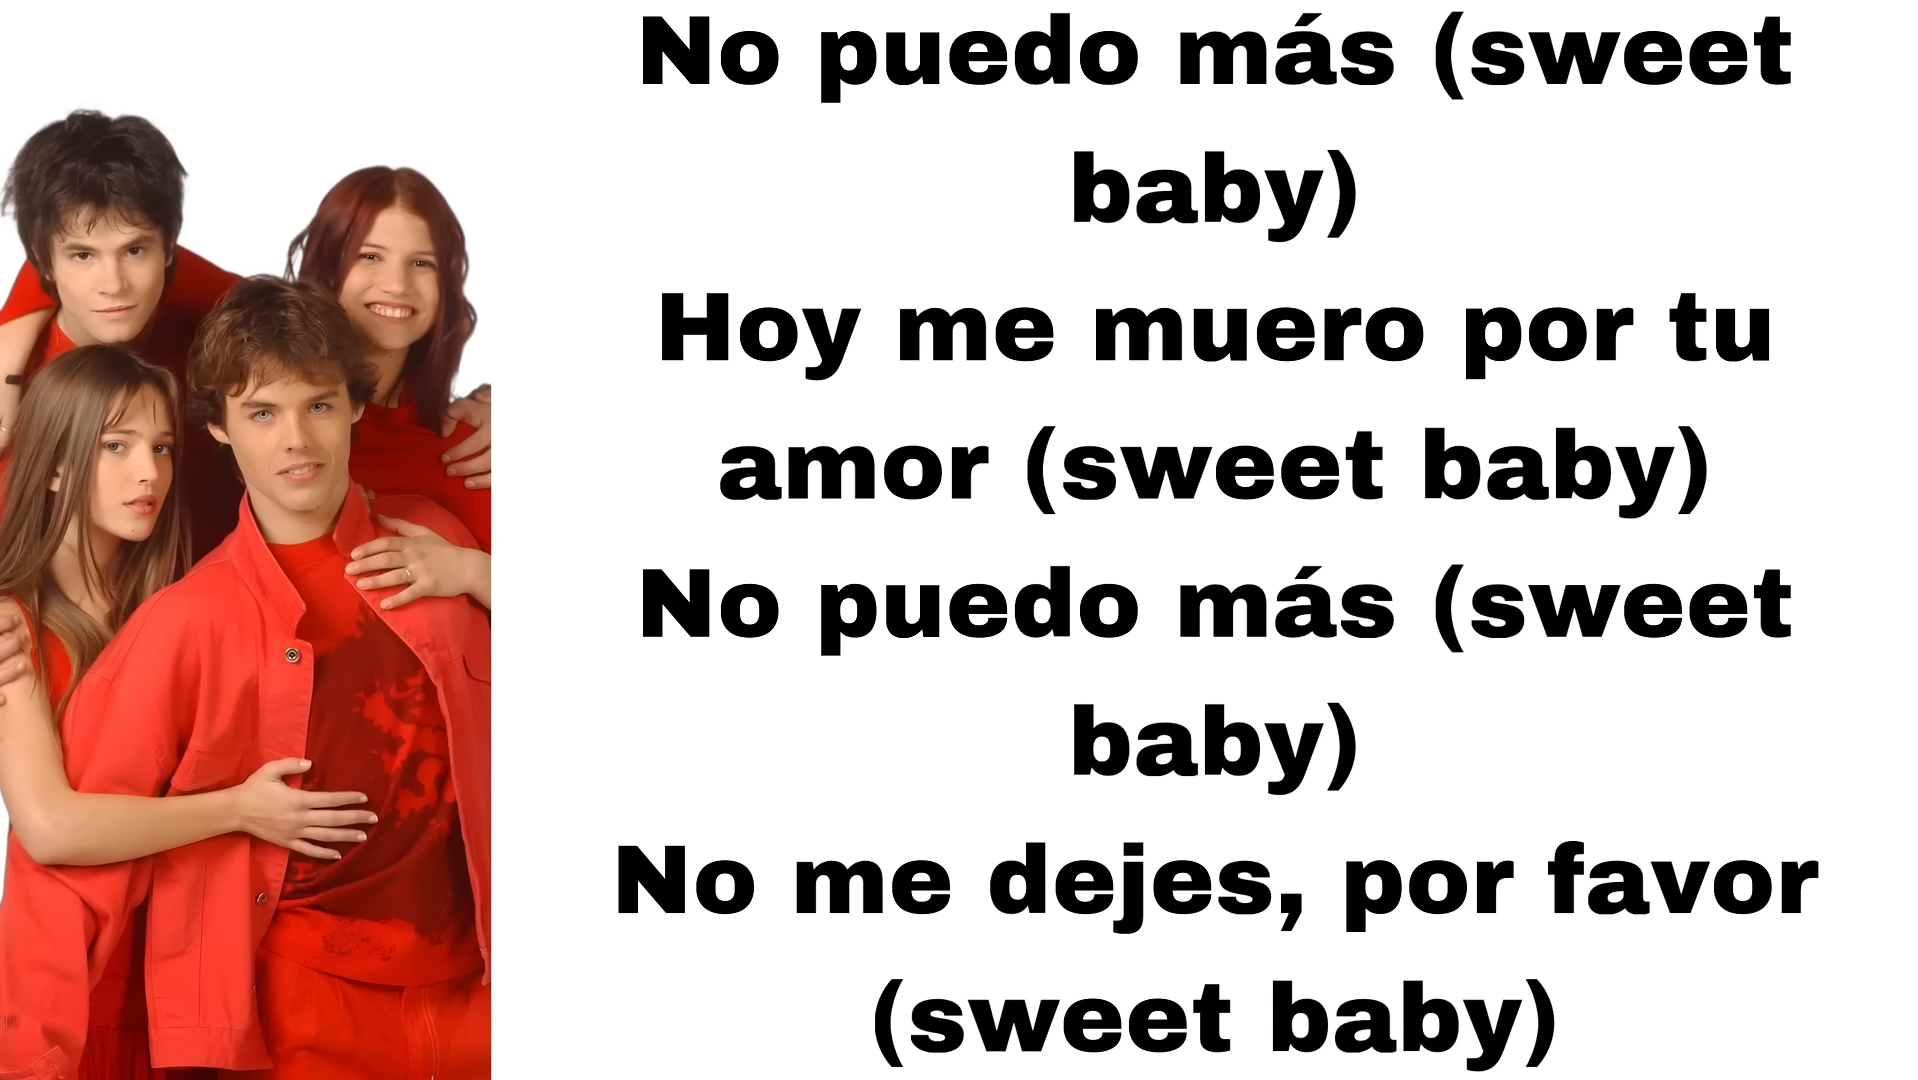 No puedo más (sweet
baby)
Hoy me muero por tu
amor (sweet baby)
No puedo más (sweet
baby)
No me dejes, por favor
(sweet baby)